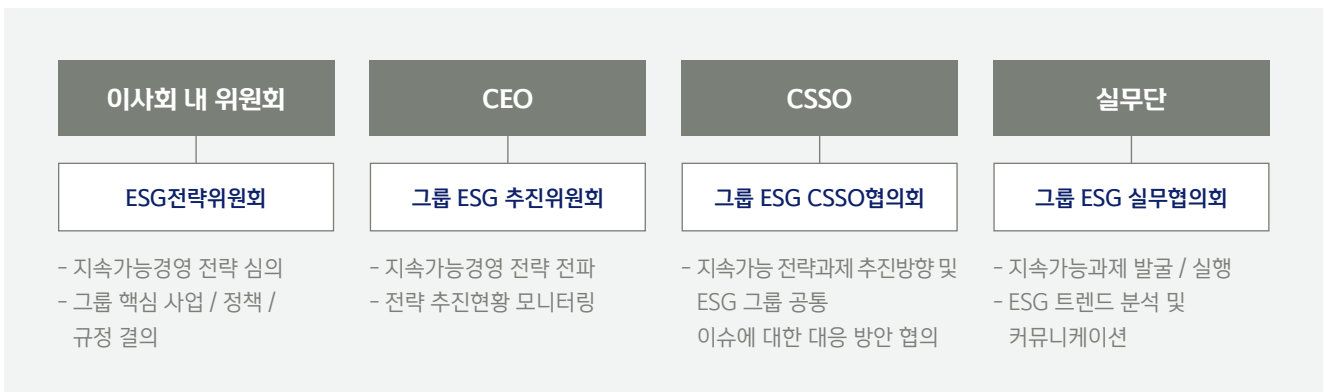 이사회 내 위원회
ESG전략위원회
- 지속가능경영 전략 심의
- 그룹 핵심 사업 / 정책 /
규정 결의
CEO
그룹 ESG 추진위원회
- 지속가능경영 전략 전파
- 전략 추진현황 모니터링
CSSO
그룹 ESG CSSO협의회
- 지속가능 전략과제 추진방향 및
ESG 그룹 공통
이슈에 대한 대응 방안 협의
실무단
그룹 ESG 실무협의회
- 지속가능과제 발굴 / 실행
- ESG 트렌드 분석 및
커뮤니케이션